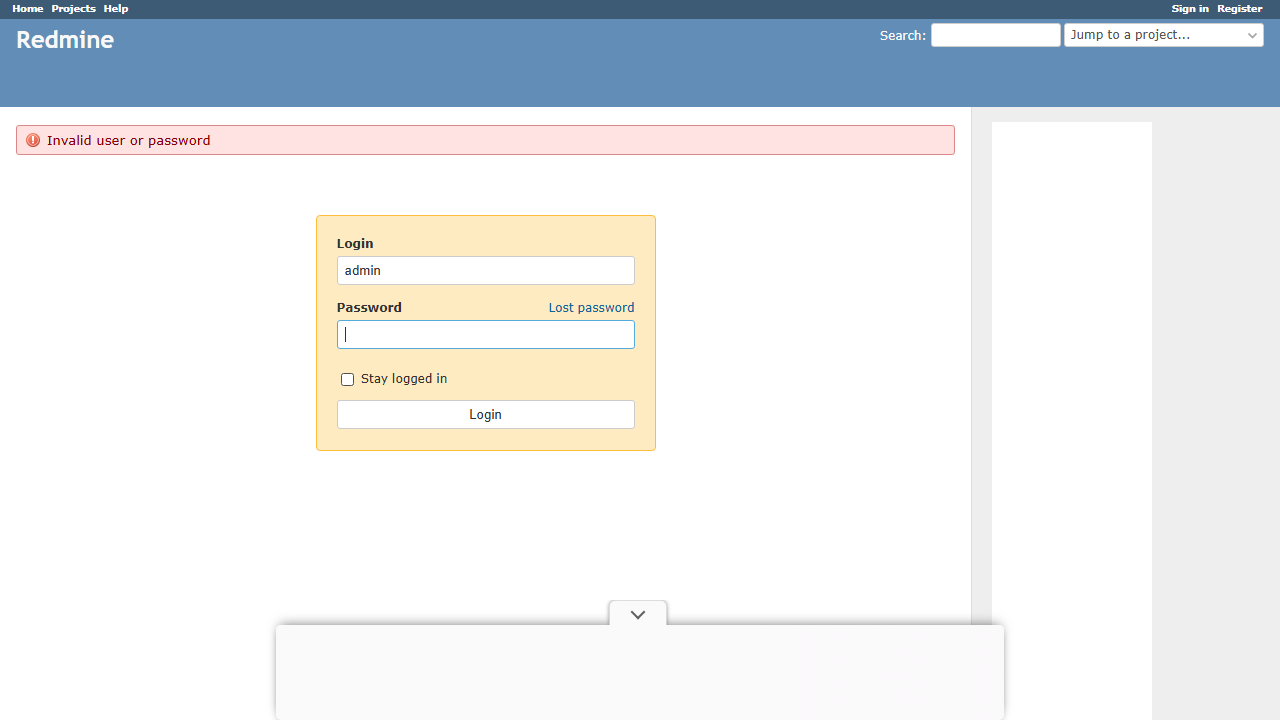 Home Projects Help
Sign in Register
Redmine
Search:
Jump to a project...
Invalid user or password
Login
admin
Password
Lost password
Stay logged in
Login